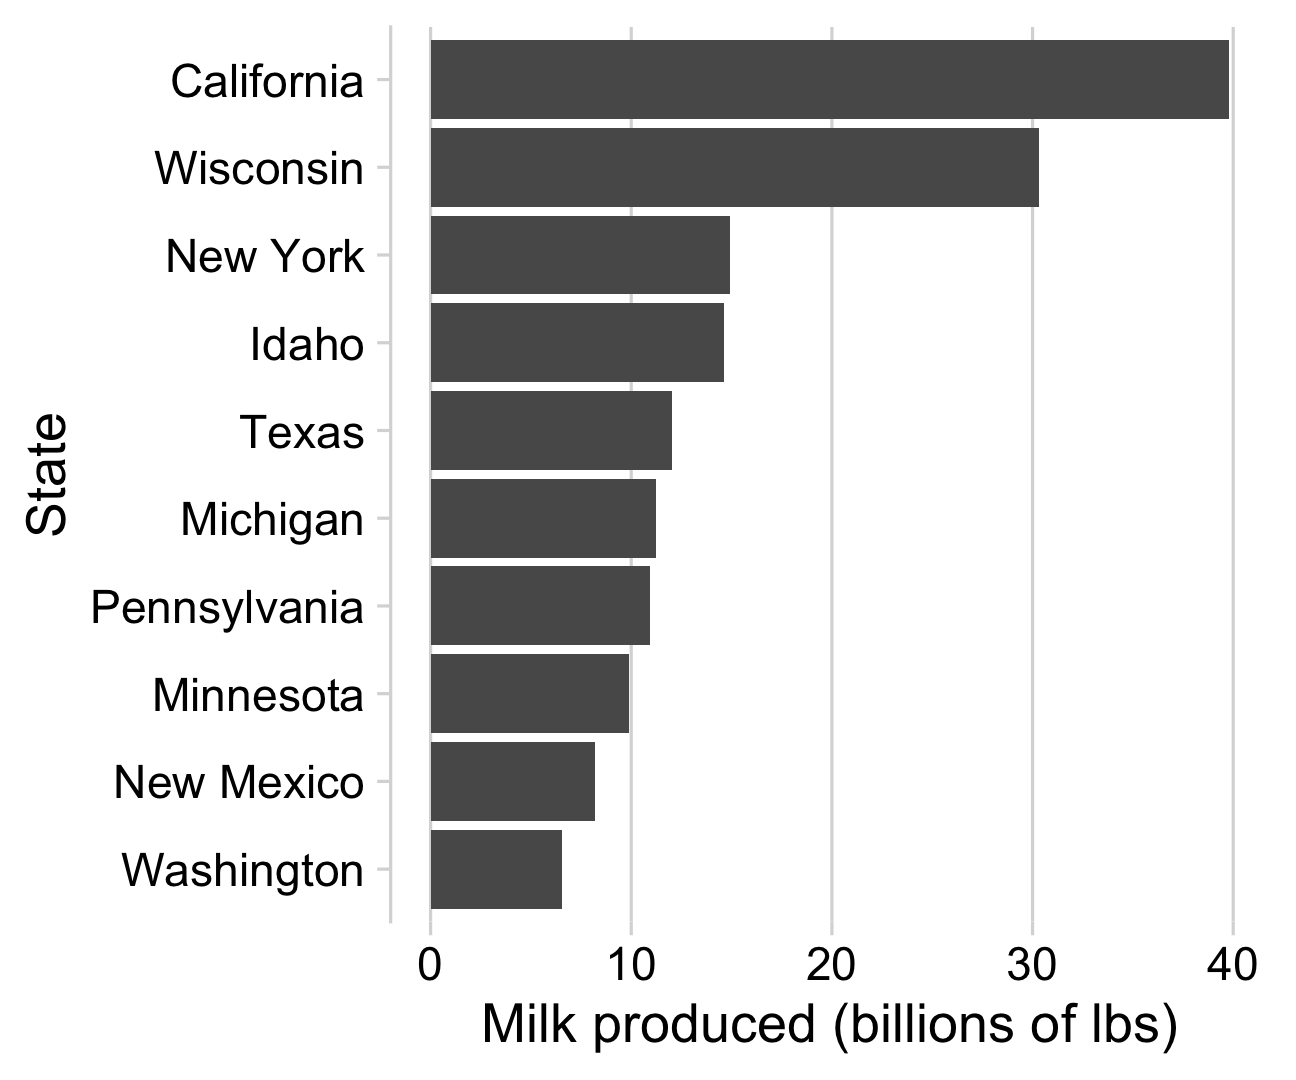 California
Wisconsin
New York
Idaho
Texas
Michigan
Pennsylvania
Minnesota
New Mexico
Washington
State
0 10 20 30 40
Milk produced (billions of lbs)